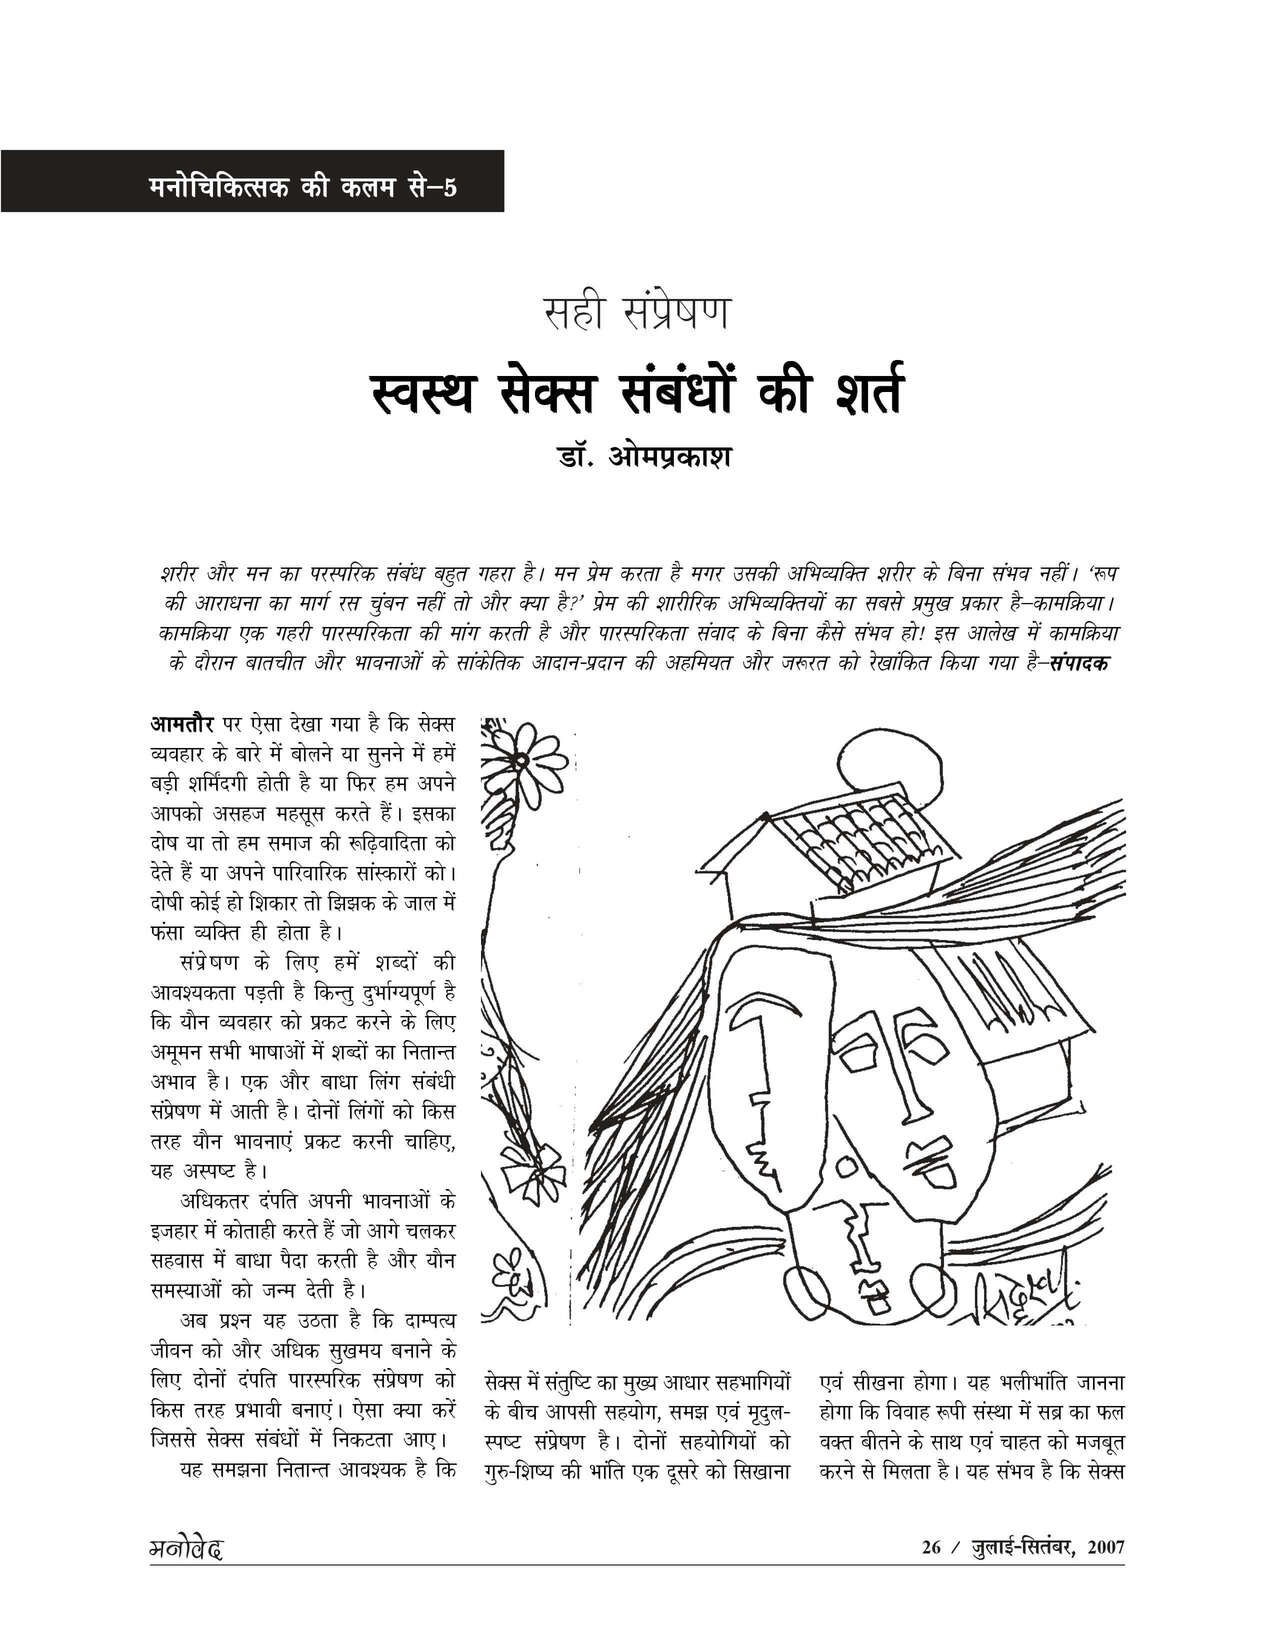 मनोचिकित्सक की कलम से–5
सही संप्रेषण
स्वस्थ सेक्स संबंधों की शर्त
डॉ. ओमप्रकाश
शरीर और मन का परस्परिक संबंध बहुत गहरा है। मन प्रेम करता है मगर उसकी अभिव्यक्ति शरीर के बिना संभव नहीं। ‘रूप
की आराधना का मार्ग रस चुंबन नहीं तो और क्या है?’ प्रेम की शारीरिक अभिव्यक्तियों का सबसे प्रमुख प्रकार है–कामक्रिया।
कामक्रिया एक गहरी पारस्परिकता की मांग करती है और पारस्परिकता संवाद के बिना कैसे संभव हो! इस आलेख में कामक्रिया
के दौरान बातचीत और भावनाओं के सांकेतिक आदान-प्रदान की अहमियत और जरूरत को रेखांकित किया गया है–संपादक
आमतौर पर ऐसा देखा गया है कि सेक्स
व्यवहार के बारे में बोलने या सुनने में हमें
बड़ी शर्मिंदगी होती है या फिर हम अपने
आपको असहज महसूस करते हैं। इसका
दोष या तो हम समाज की रूढ़िवादिता को
देते हैं या अपने पारिवारिक सांस्कारों को।
दोषी कोई हो शिकार तो झिझक के जाल में
फंसा व्यक्ति ही होता है।
संप्रेषण के लिए हमें शब्दों की
आवश्यकता पड़ती है किन्तु दुर्भाग्यपूर्ण है
कि यौन व्यवहार को प्रकट करने के लिए
अमूमन सभी भाषाओं में शब्दों का नितान्त
अभाव है। एक और बाधा लिंग संबंधी
संप्रेषण में आती है। दोनों लिंगों को किस
तरह यौन भावनाएं प्रकट करनी चाहिए,
यह अस्पष्ट है।
अधिकतर दंपति अपनी भावनाओं के
इजहार में कोताही करते हैं जो आगे चलकर
सहवास में बाधा पैदा करती है और यौन
समस्याओं को जन्म देती है।
अब प्रश्न यह उठता है कि दाम्पत्य
जीवन को और अधिक सुखमय बनाने के
लिए दोनों दंपति पारस्परिक संप्रेषण को
किस तरह प्रभावी बनाएं। ऐसा क्या करें
जिससे सेक्स संबंधों में निकटता आए।
यह समझना नितान्त आवश्यक है कि
सेक्स में संतुष्टि का मुख्य आधार सहभागियों
के बीच आपसी सहयोग, समझ एवं मृदुल-
स्पष्ट संप्रेषण है। दोनों सहयोगियों को
गुरु-शिष्य की भांति एक दूसरे को सिखाना
एवं सीखना होगा। यह भलीभांति जानना
होगा कि विवाह रूपी संस्था में सब्र का फल
वक्त बीतने के साथ एवं चाहत को मजबूत
करने से मिलता है। यह संभव है कि सेक्स
मनोवेद
26 / जुलाई-सितंबर, 2007